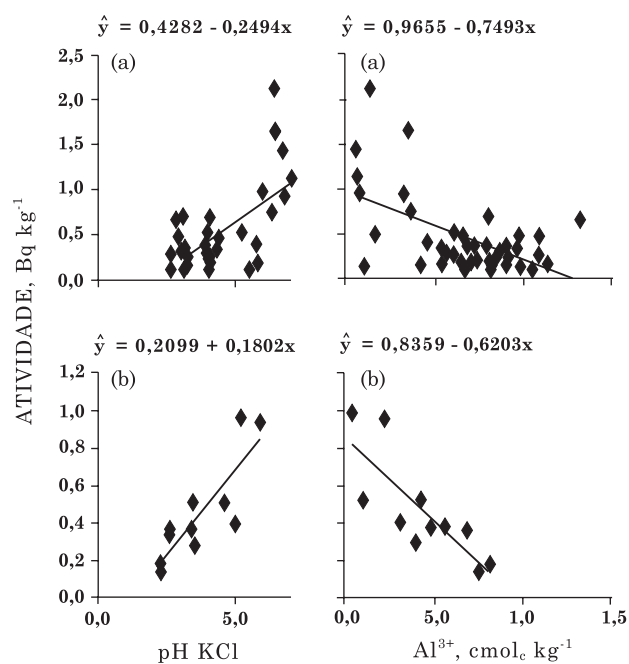 ŷ = 0,4282 - 0,2494x
ŷ = 0,9655 - 0,7493x
(a)
(a)
2,5
2,0
1,5
1,0
0,5
0,0
ATIVIDADE, Bq kg⁻¹
ŷ = 0,2099 + 0,1802x
ŷ = 0,8359 - 0,6203x
(b)
(b)
1,2
1,0
0,8
0,6
0,4
0,2
0,0
0,0 5,0
0,0 5,0 1,0 1,5
pH KCl
Al³⁺, cmol꜀ kg⁻¹